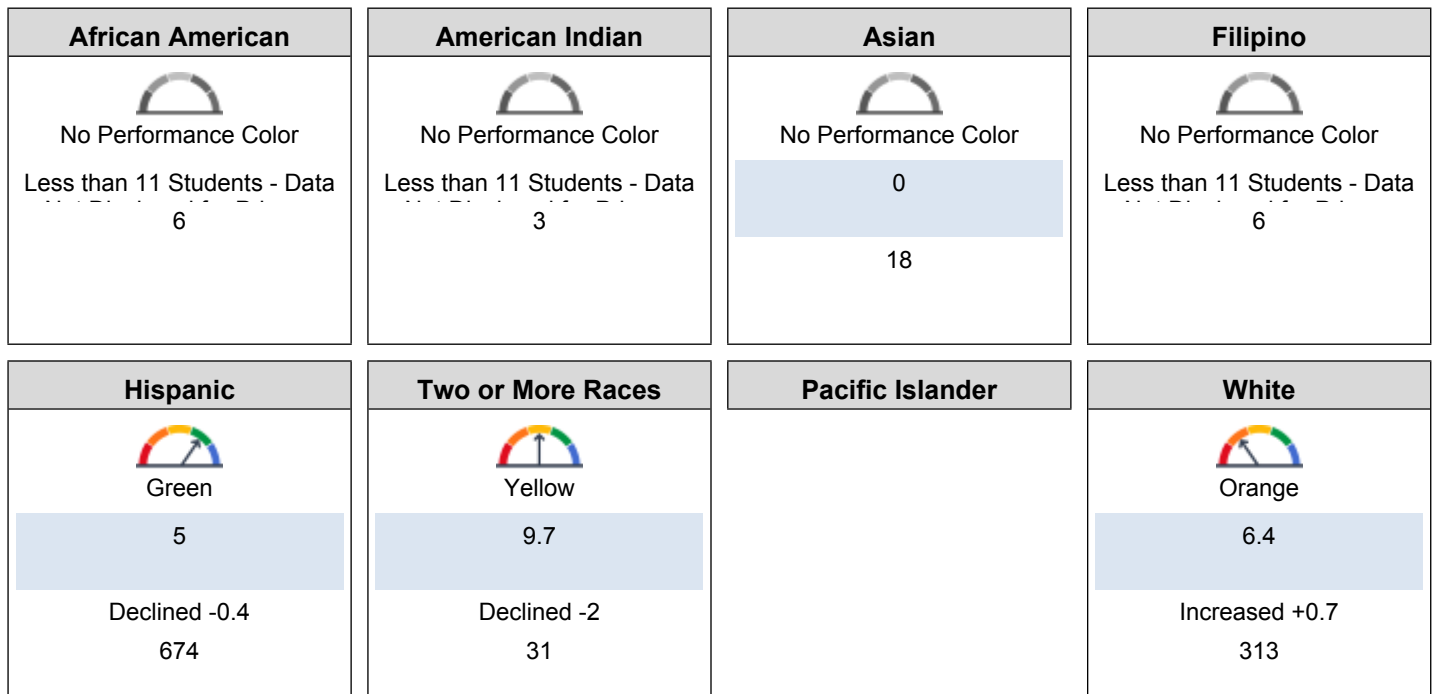 African American
No Performance Color
Less than 11 Students - Data
6
American Indian
No Performance Color
Less than 11 Students - Data
3
Asian
No Performance Color
0
18
Filipino
No Performance Color
Less than 11 Students - Data
6
Hispanic
Green
5
Declined -0.4
674
Two or More Races
Yellow
9.7
Declined -2
31
Pacific Islander
White
Orange
6.4
Increased +0.7
313